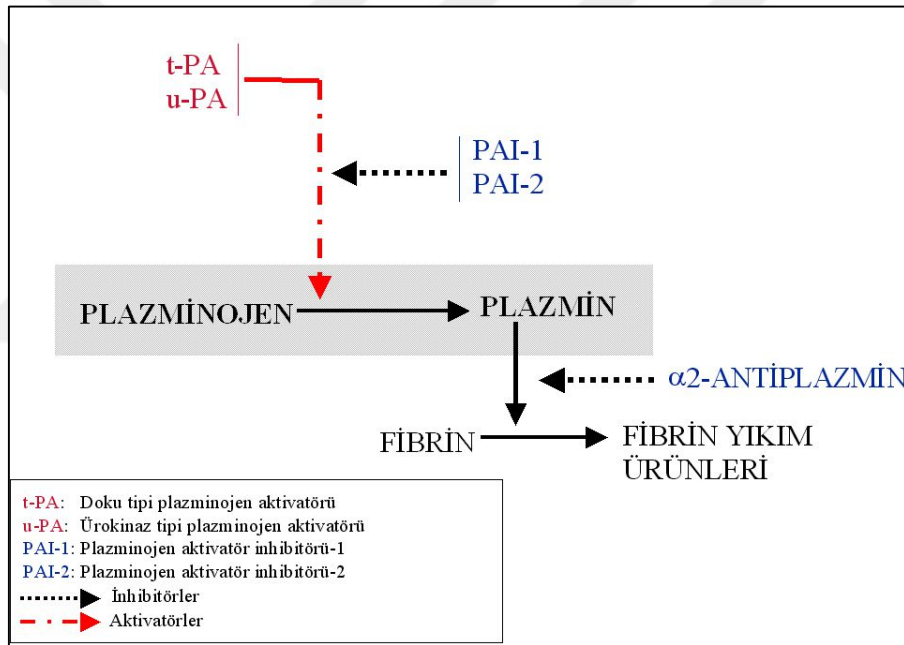 t-PA
u-PA
PAI-1
PAI-2
PLAZMİNOJEN
PLAZMİN
α2-ANTİPLAZMİN
FİBRİN
FİBRİN YIKIM
ÜRÜNLERİ
t-PA: Doku tipi plazminojen aktivatörü
u-PA: Ürokinaz tipi plazminojen aktivatörü
PAI-1: Plazminojen aktivatör inhibitörü-1
PAI-2: Plazminojen aktivatör inhibitörü-2
İnhibitörler
Aktivatörler